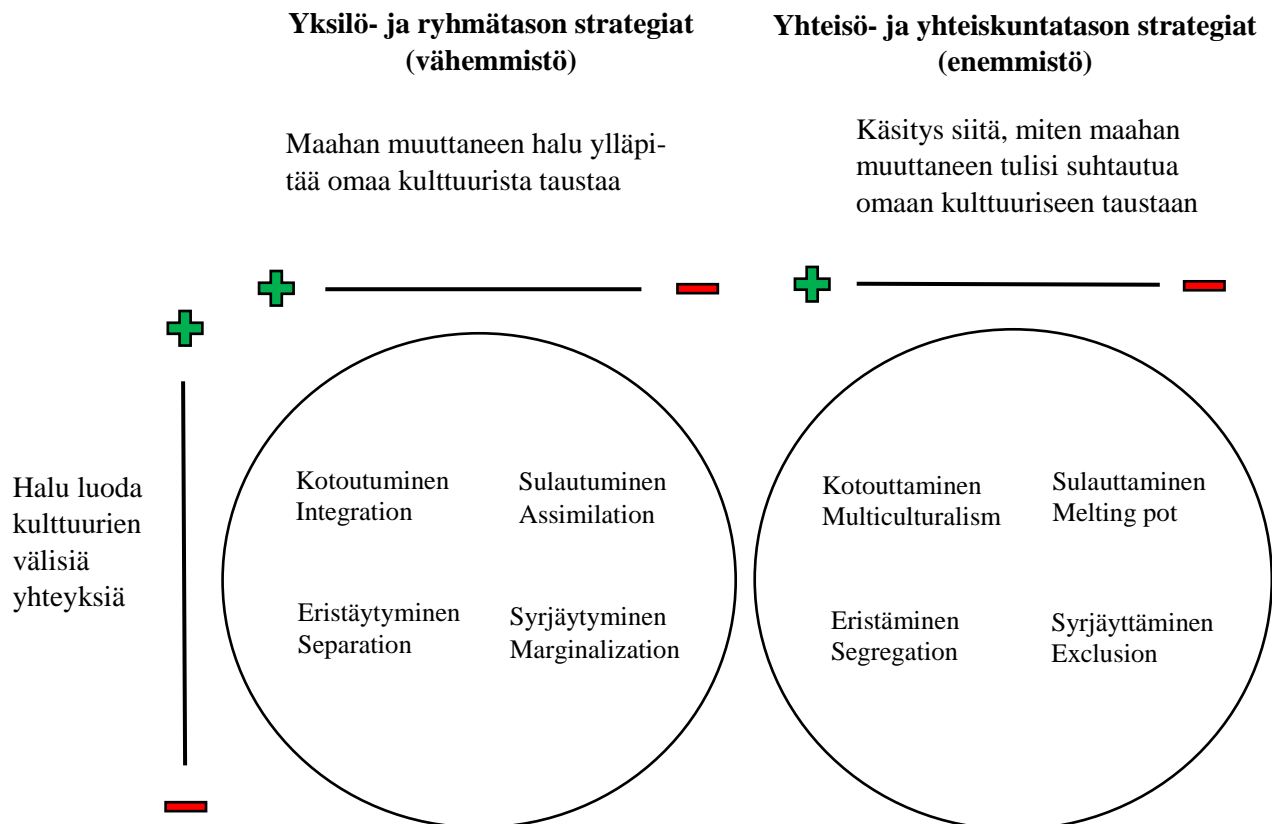 Yksilö- ja ryhmätason strategiat
(vähemmistö)
Yhteisö- ja yhteiskuntatason strategiat
(enemmistö)
Maahan muuttaneen halu ylläpi-
tää omaa kulttuurista taustaa
Käsitys siitä, miten maahan
muuttaneen tulisi suhtautua
omaan kulttuuriseen taustaan
Halu luoda
kulttuurien
välisiä
yhteyksiä
Kotoutuminen
Integration
Sulautuminen
Assimilation
Eristäytyminen
Separation
Syrjäytyminen
Marginalization
Kotouttaminen
Multiculturalism
Sulauttaminen
Melting pot
Eristäminen
Segregation
Syrjäyttäminen
Exclusion